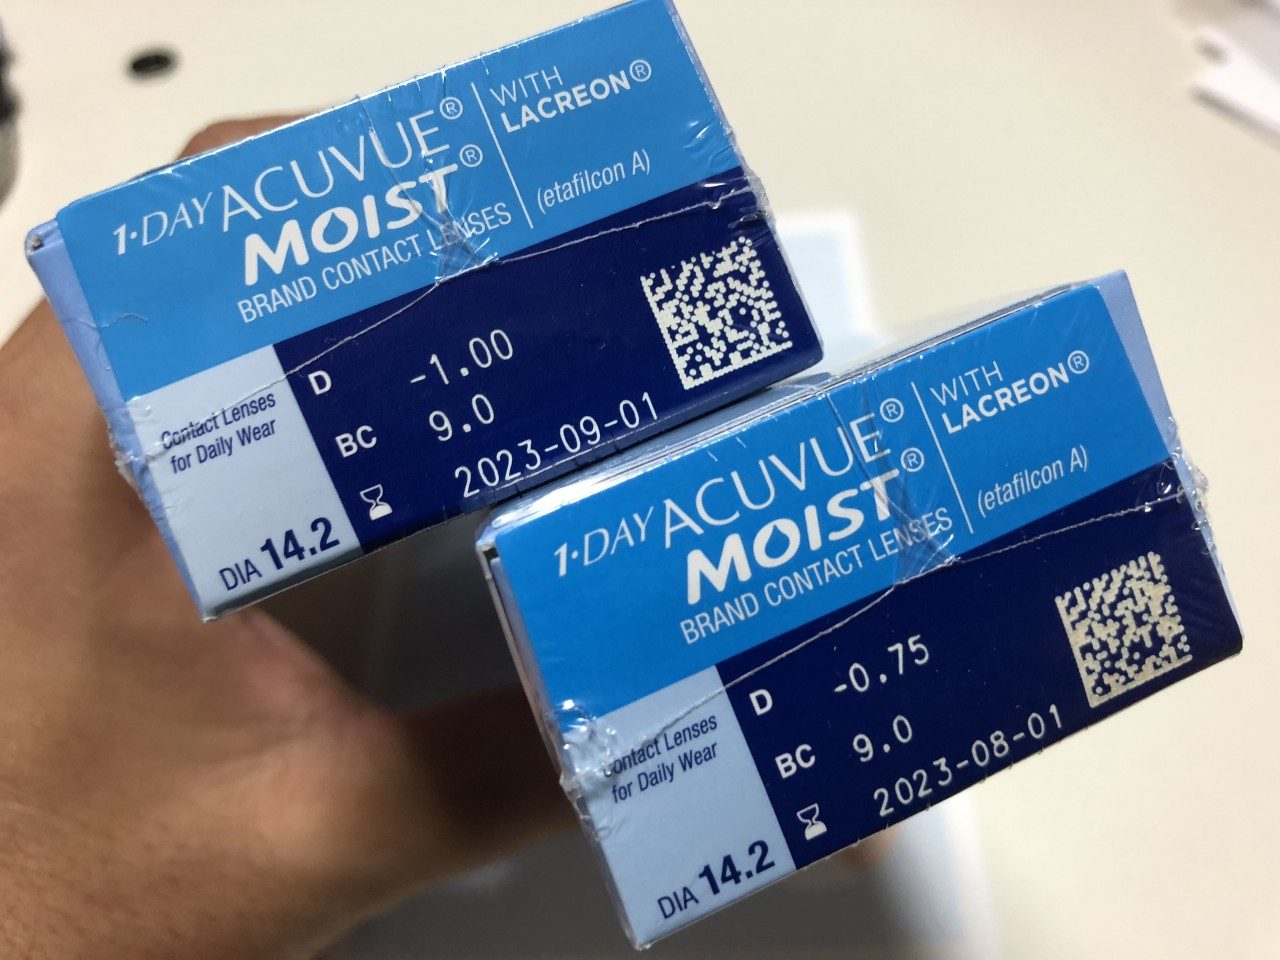 1·DAY ACUVUE®
MOIST®
BRAND CONTACT LENSES
WITH
LACREON®
(etafilcon A)
Contact Lenses
for Daily Wear
DIA 14.2
D -1.00
BC 9.0
2023-09-01
1·DAY ACUVUE®
MOIST®
BRAND CONTACT LENSES
WITH
LACREON®
(etafilcon A)
Contact Lenses
for Daily Wear
DIA 14.2
D -0.75
BC 9.0
2023-08-01